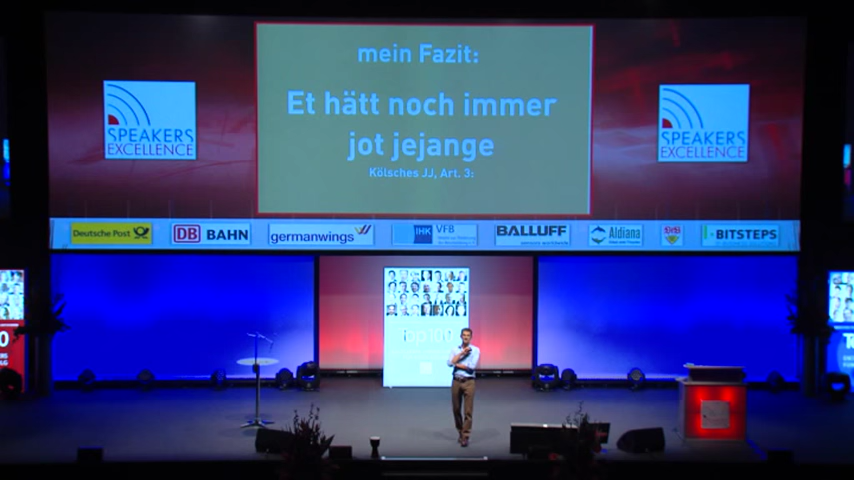 mein Fazit:
Et hätt noch immer
jot jejange
Kölsches JJ, Art. 3:
SPEAKERS
EXCELLENCE
SPEAKERS
EXCELLENCE
Deutsche Post
DB BAHN
germanwings
IHK VFB
BALLUFF
Aldiana
BITSTEPS
Top 100